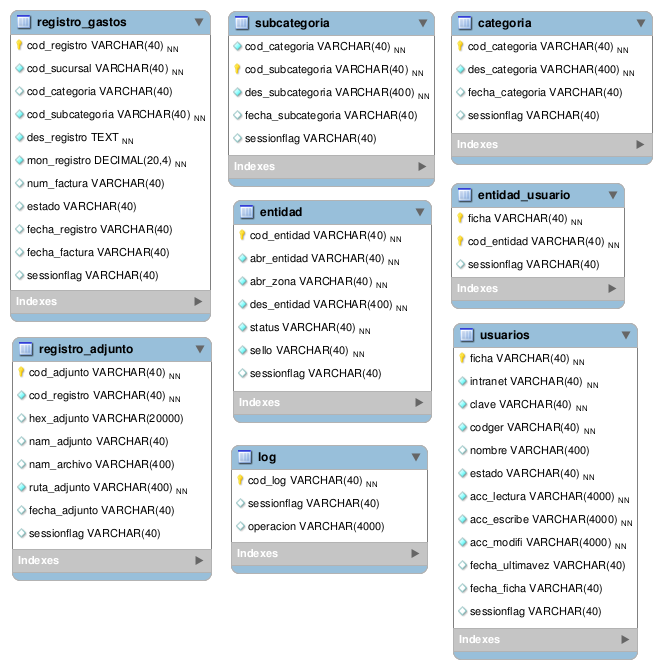 registro_gastos
cod_registro VARCHAR(40) NN
cod_sucursal VARCHAR(40) NN
cod_categoria VARCHAR(40)
cod_subcategoria VARCHAR(40) NN
des_registro TEXT NN
mon_registro DECIMAL(20,4) NN
num_factura VARCHAR(40)
estado VARCHAR(40)
fecha_registro VARCHAR(40)
fecha_factura VARCHAR(40)
sessionflag VARCHAR(40)
Indexes
registro_adjunto
cod_adjunto VARCHAR(40) NN
cod_registro VARCHAR(40) NN
hex_adjunto VARCHAR(20000)
nam_adjunto VARCHAR(40)
nam_archivo VARCHAR(400)
ruta_adjunto VARCHAR(400) NN
fecha_adjunto VARCHAR(40)
sessionflag VARCHAR(40)
Indexes
subcategoria
cod_categoria VARCHAR(40) NN
cod_subcategoria VARCHAR(40) NN
des_subcategoria VARCHAR(400) NN
fecha_subcategoria VARCHAR(40)
sessionflag VARCHAR(40)
Indexes
entidad
cod_entidad VARCHAR(40) NN
abr_entidad VARCHAR(40) NN
abr_zona VARCHAR(40) NN
des_entidad VARCHAR(400) NN
status VARCHAR(40) NN
sello VARCHAR(40) NN
sessionflag VARCHAR(40)
Indexes
log
cod_log VARCHAR(40) NN
sessionflag VARCHAR(40)
operacion VARCHAR(4000)
Indexes
categoria
cod_categoria VARCHAR(40) NN
des_categoria VARCHAR(400) NN
fecha_categoria VARCHAR(40)
sessionflag VARCHAR(40)
Indexes
entidad_usuario
ficha VARCHAR(40) NN
cod_entidad VARCHAR(40) NN
sessionflag VARCHAR(40)
Indexes
usuarios
ficha VARCHAR(40) NN
intranet VARCHAR(40) NN
clave VARCHAR(40) NN
codger VARCHAR(40) NN
nombre VARCHAR(400)
estado VARCHAR(40) NN
acc_lectura VARCHAR(4000) NN
acc_escribe VARCHAR(4000) NN
acc_modifi VARCHAR(4000) NN
fecha_ultimavez VARCHAR(40)
fecha_ficha VARCHAR(40)
sessionflag VARCHAR(40)
Indexes